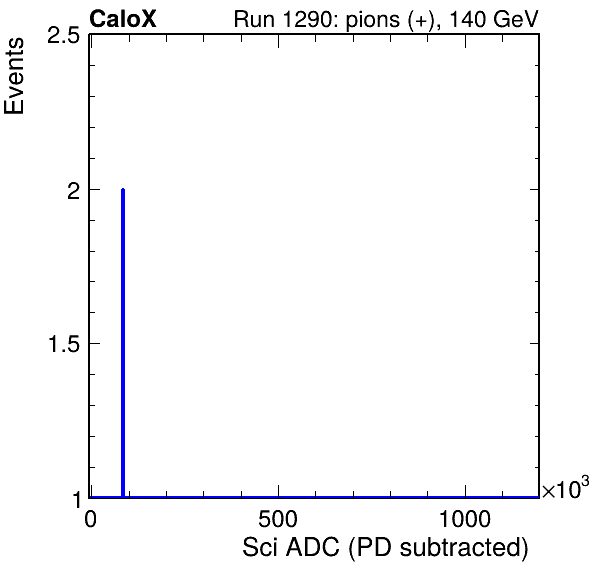 CaloX Run 1290: pions (+), 140 GeV
Events
2.5
2
1.5
1
0 500 1000 ×10³
Sci ADC (PD subtracted)